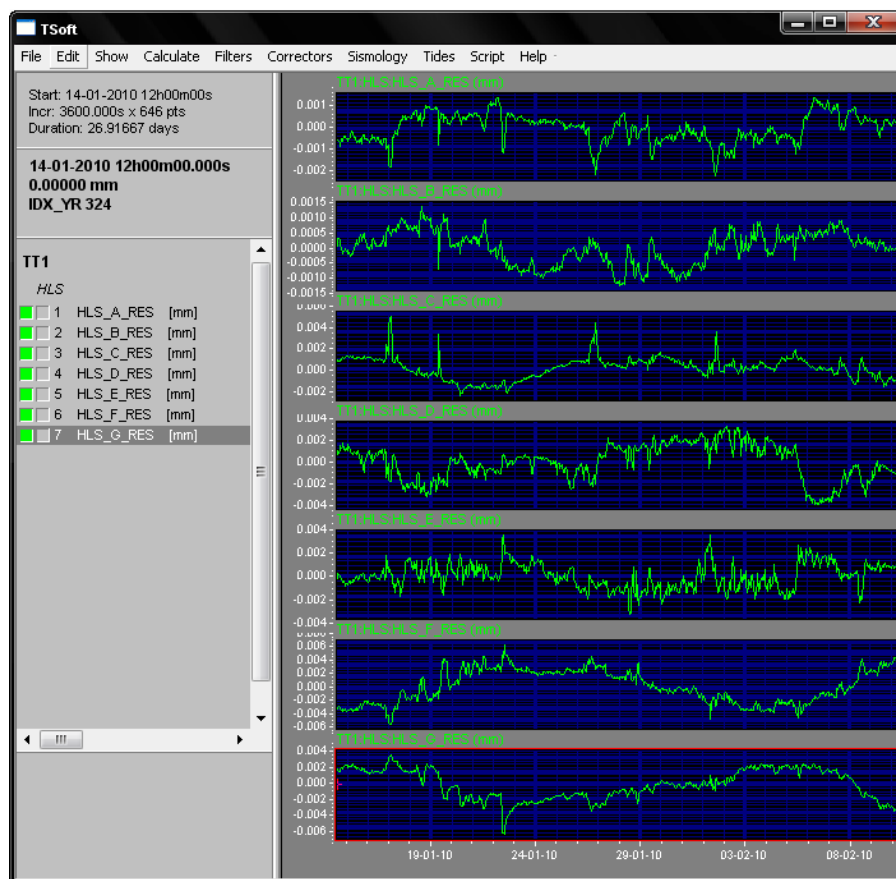 TSoft
File Edit Show Calculate Filters Correctors Sismology Tides Script Help
Start: 14-01-2010 12h00m00s
Incr: 3600.000s x 646 pts
Duration: 26.91667 days
14-01-2010 12h00m00.000s
0.00000 mm
IDX_YR 324
TT1
HLS
1 HLS_A_RES [mm]
2 HLS_B_RES [mm]
3 HLS_C_RES [mm]
4 HLS_D_RES [mm]
5 HLS_E_RES [mm]
6 HLS_F_RES [mm]
7 HLS_G_RES [mm]
TT1:HLS:HLS_A_RES (mm)
0.001
0.000
-0.001
-0.002
TT1:HLS:HLS_B_RES (mm)
0.0015
0.0010
0.0005
0.0000
-0.0005
-0.0010
-0.0015
TT1:HLS:HLS_C_RES (mm)
0.004
0.002
0.000
-0.002
TT1:HLS:HLS_D_RES (mm)
0.004
0.002
0.000
-0.002
-0.004
TT1:HLS:HLS_E_RES (mm)
0.004
0.002
0.000
-0.002
-0.004
TT1:HLS:HLS_F_RES (mm)
0.006
0.004
0.002
0.000
-0.002
-0.004
-0.006
TT1:HLS:HLS_G_RES (mm)
0.004
0.002
0.000
-0.002
-0.004
-0.006
19-01-10 24-01-10 29-01-10 03-02-10 08-02-10